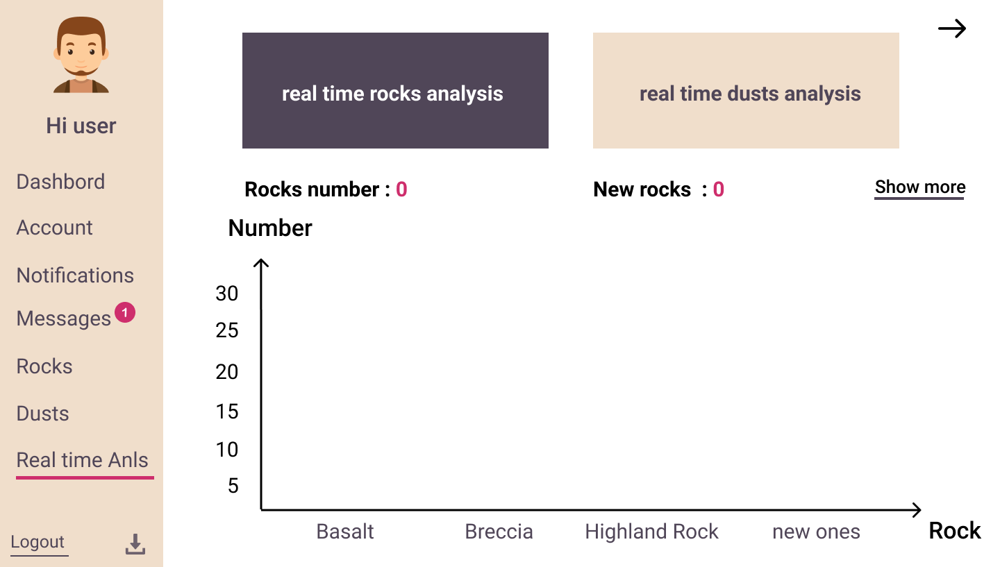 Hi user
Dashbord
Account
Notifications
Messages 1
Rocks
Dusts
Real time Anls
Logout
real time rocks analysis
real time dusts analysis
Rocks number : 0
New rocks : 0
Show more
Number
30
25
20
15
10
5
Basalt
Breccia
Highland Rock
new ones
Rock